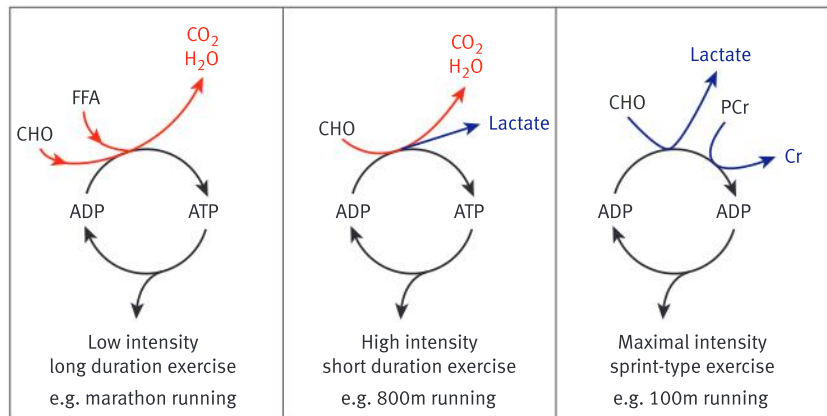 CO₂
H₂O
FFA
CHO
ADP
ATP
Low intensity
long duration exercise
e.g. marathon running
CO₂
H₂O
Lactate
CHO
ADP
ATP
High intensity
short duration exercise
e.g. 800m running
Lactate
CHO
PCr
Cr
ADP
ADP
Maximal intensity
sprint-type exercise
e.g. 100m running